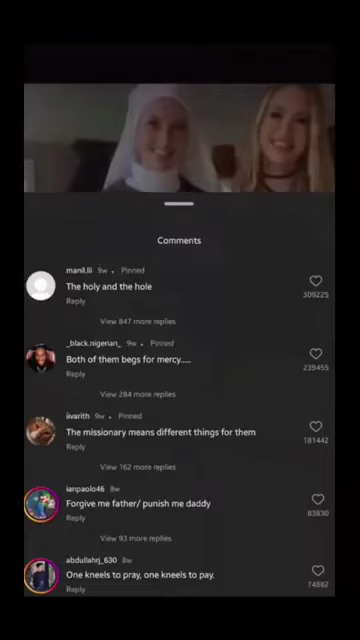 Comments
manil.lii 9w . Pinned
The holy and the hole
Reply
309225
View 847 more replies
_black.nigerian_ 9w . Pinned
Both of them begs for mercy.....
Reply
239455
View 284 more replies
iivarith 9w . Pinned
The missionary means different things for them
Reply
181442
View 162 more replies
ianpaolo46 8w
Forgive me father/ punish me daddy
Reply
83830
View 93 more replies
abdullahrj_630 8w
One kneels to pray, one kneels to pay.
Reply
74882